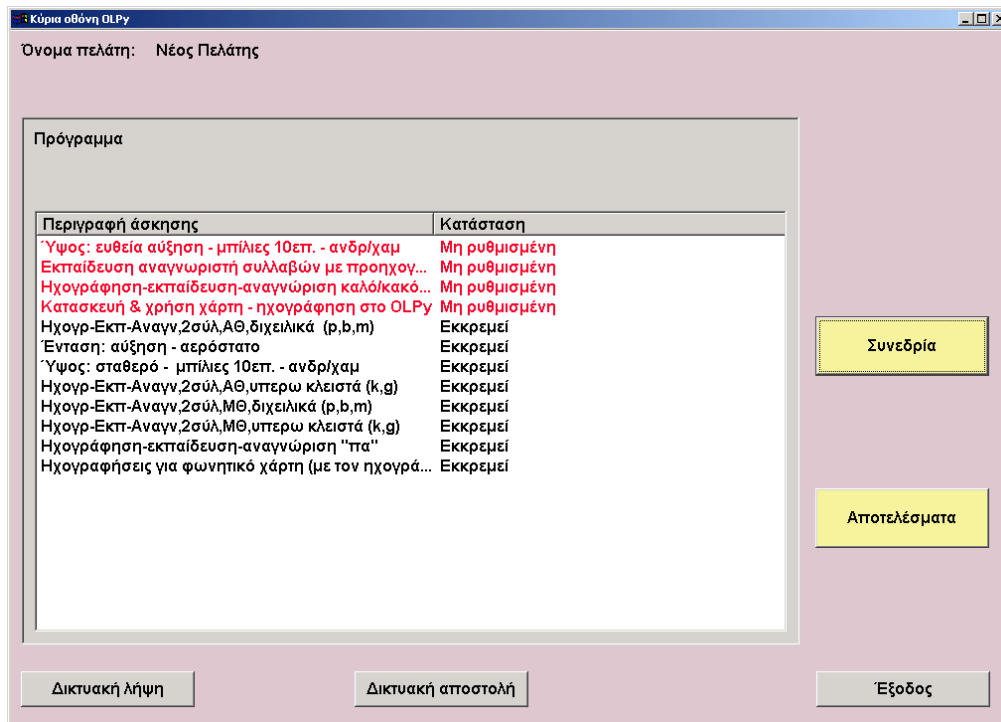 Κύρια οθόνη OLPy
Όνομα πελάτη: Νέος Πελάτης
Πρόγραμμα
Περιγραφή άσκησης Κατάσταση
Ύψος: ευθεία αύξηση - μπίλιες 10επ. - ανδρ/χαμ Μη ρυθμισμένη
Εκπαίδευση αναγνωριστή συλλαβών με προηχογ... Μη ρυθμισμένη
Ηχογράφηση-εκπαίδευση-αναγνώριση καλό/κακό... Μη ρυθμισμένη
Κατασκευή & χρήση χάρτη - ηχογράφηση στο OLPy Μη ρυθμισμένη
Ηχογρ-Εκπ-Αναγν,2σύλ,ΑΘ,διχειλικά (p,b,m) Εκκρεμεί
Ένταση: αύξηση - αερόστατο Εκκρεμεί
Ύψος: σταθερό - μπίλιες 10επ. - ανδρ/χαμ Εκκρεμεί
Ηχογρ-Εκπ-Αναγν,2σύλ,ΑΘ,υπερω κλειστά (k,g) Εκκρεμεί
Ηχογρ-Εκπ-Αναγν,2σύλ,ΜΘ,διχειλικά (p,b,m) Εκκρεμεί
Ηχογρ-Εκπ-Αναγν,2σύλ,ΜΘ,υπερω κλειστά (k,g) Εκκρεμεί
Ηχογράφηση-εκπαίδευση-αναγνώριση "πα" Εκκρεμεί
Ηχογραφήσεις για φωνητικό χάρτη (με τον ηχογρά... Εκκρεμεί
Συνεδρία
Αποτελέσματα
Δικτυακή λήψη Δικτυακή αποστολή Έξοδος